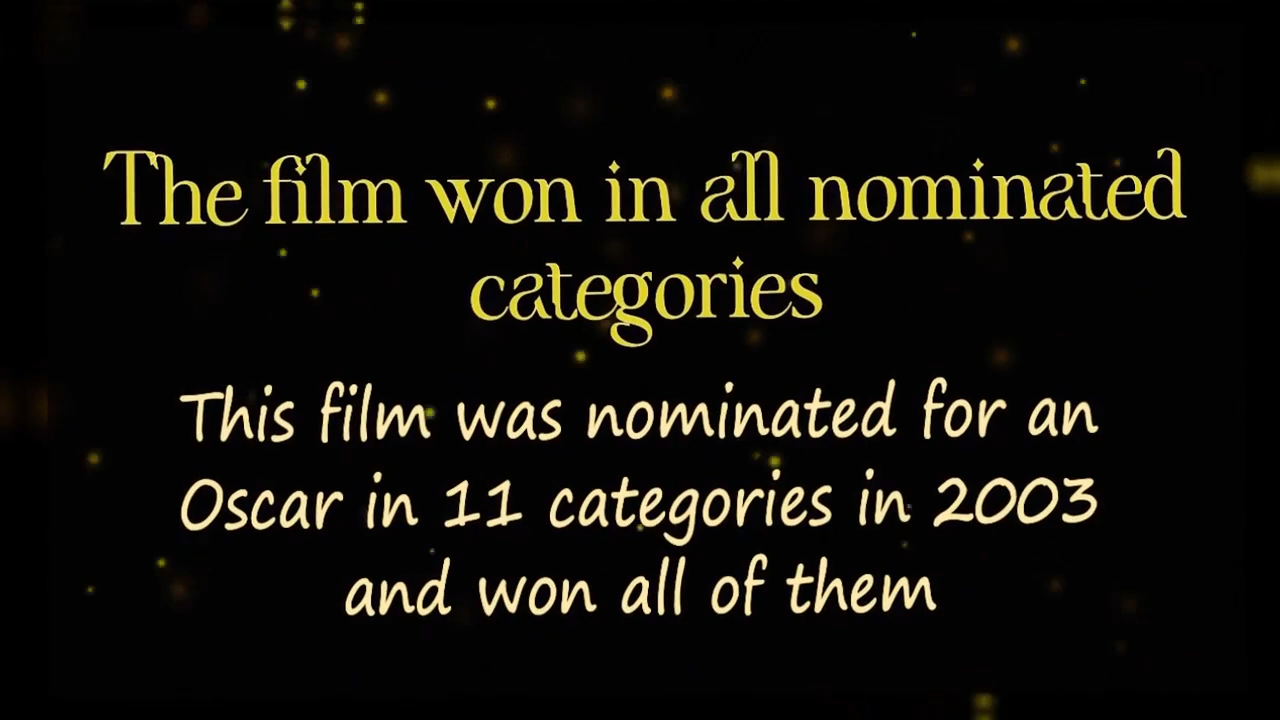 The film won in all nominated
categories
This film was nominated for an
Oscar in 11 categories in 2003
and won all of them